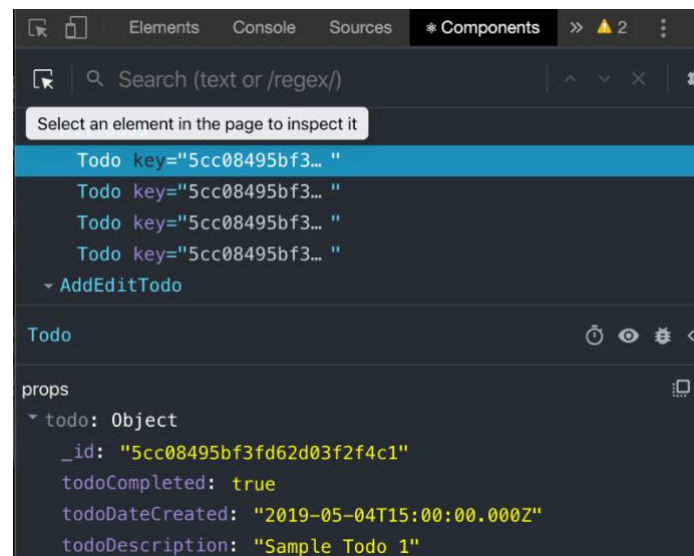 Elements Console Sources ⚛ Components » 2
Search (text or /regex/)
Select an element in the page to inspect it
Todo key="5cc08495bf3… "
Todo key="5cc08495bf3… "
Todo key="5cc08495bf3… "
Todo key="5cc08495bf3… "
AddEditTodo
Todo
props
todo: Object
_id: "5cc08495bf3fd62d03f2f4c1"
todoCompleted: true
todoDateCreated: "2019-05-04T15:00:00.000Z"
todoDescription: "Sample Todo 1"